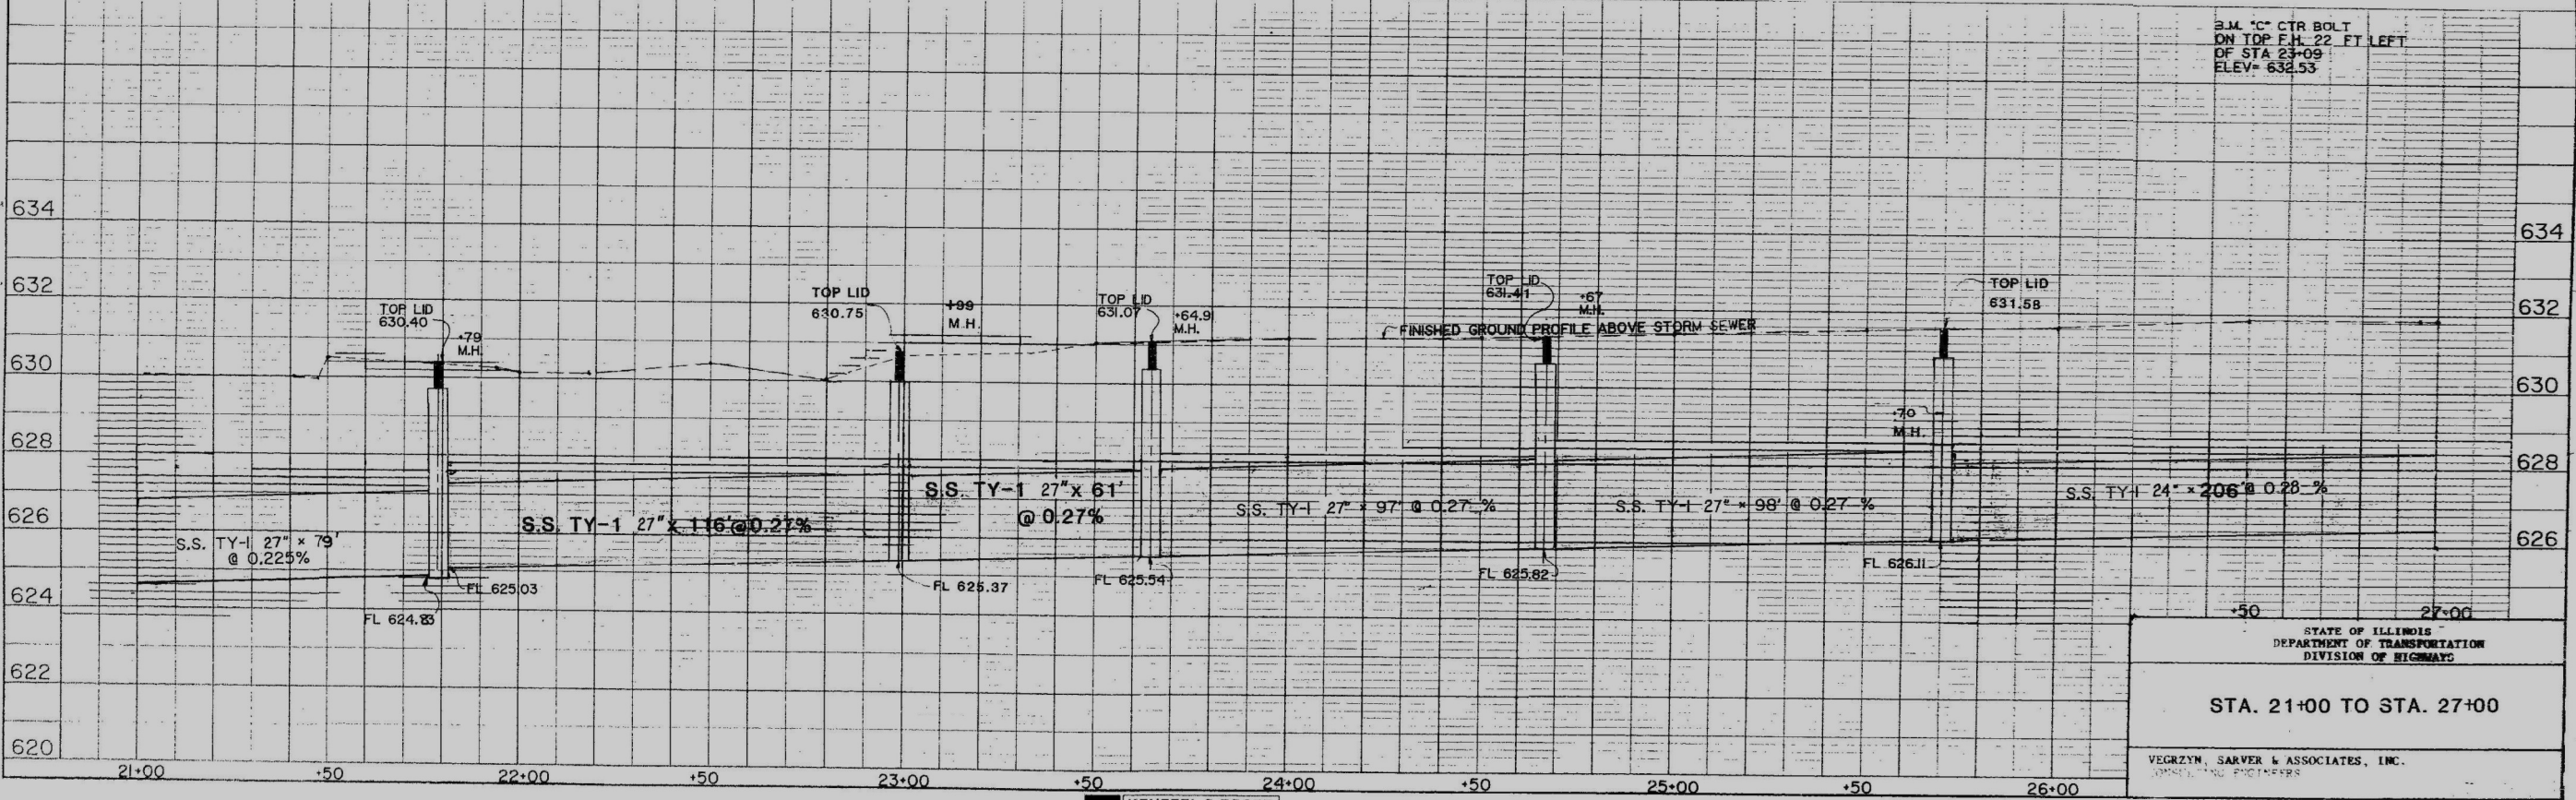 B.M. "C" CTR BOLT
ON TOP F.H. 22 FT LEFT
OF STA 23+09
ELEV= 632.53
634
634
632
632
630
630
628
628
626
626
624
622
620
TOP LID
630.40
+79
M.H.
TOP LID
630.75
+99
M.H.
TOP LID
631.07
+64.9
M.H.
TOP LID
631.41
+67
M.H.
FINISHED GROUND PROFILE ABOVE STORM SEWER
TOP LID
631.58
+70
M.H.
S.S. TY-1 27" × 79'
@ 0.225%
S.S. TY-1 27" x 116' @ 0.27%
S.S. TY-1 27" x 61'
@ 0.27%
S.S. TY-1 27" × 97' @ 0.27 %
S.S. TY-1 27" × 98' @ 0.27 %
S.S. TY-1 24" × 206' @ 0.28 %
FL 624.83
FL 625.03
FL 625.37
FL 625.54
FL 625.82
FL 626.11
21+00
+50
22+00
+50
23+00
+50
24+00
+50
25+00
+50
26+00
+50
27+00
STATE OF ILLINOIS
DEPARTMENT OF TRANSPORTATION
DIVISION OF HIGHWAYS
STA. 21+00 TO STA. 27+00
VEGRZYN, SARVER & ASSOCIATES, INC.
CONSULTING ENGINEERS